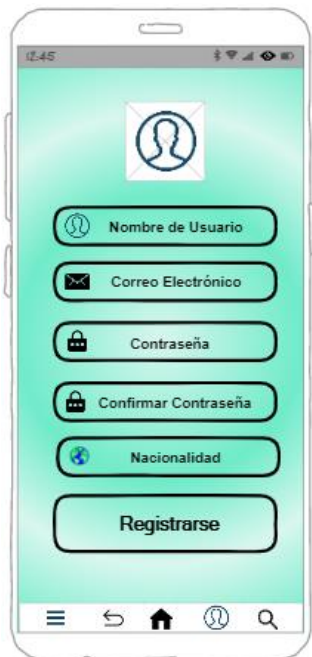 12:45
Nombre de Usuario
Correo Electrónico
Contraseña
Confirmar Contraseña
Nacionalidad
Registrarse